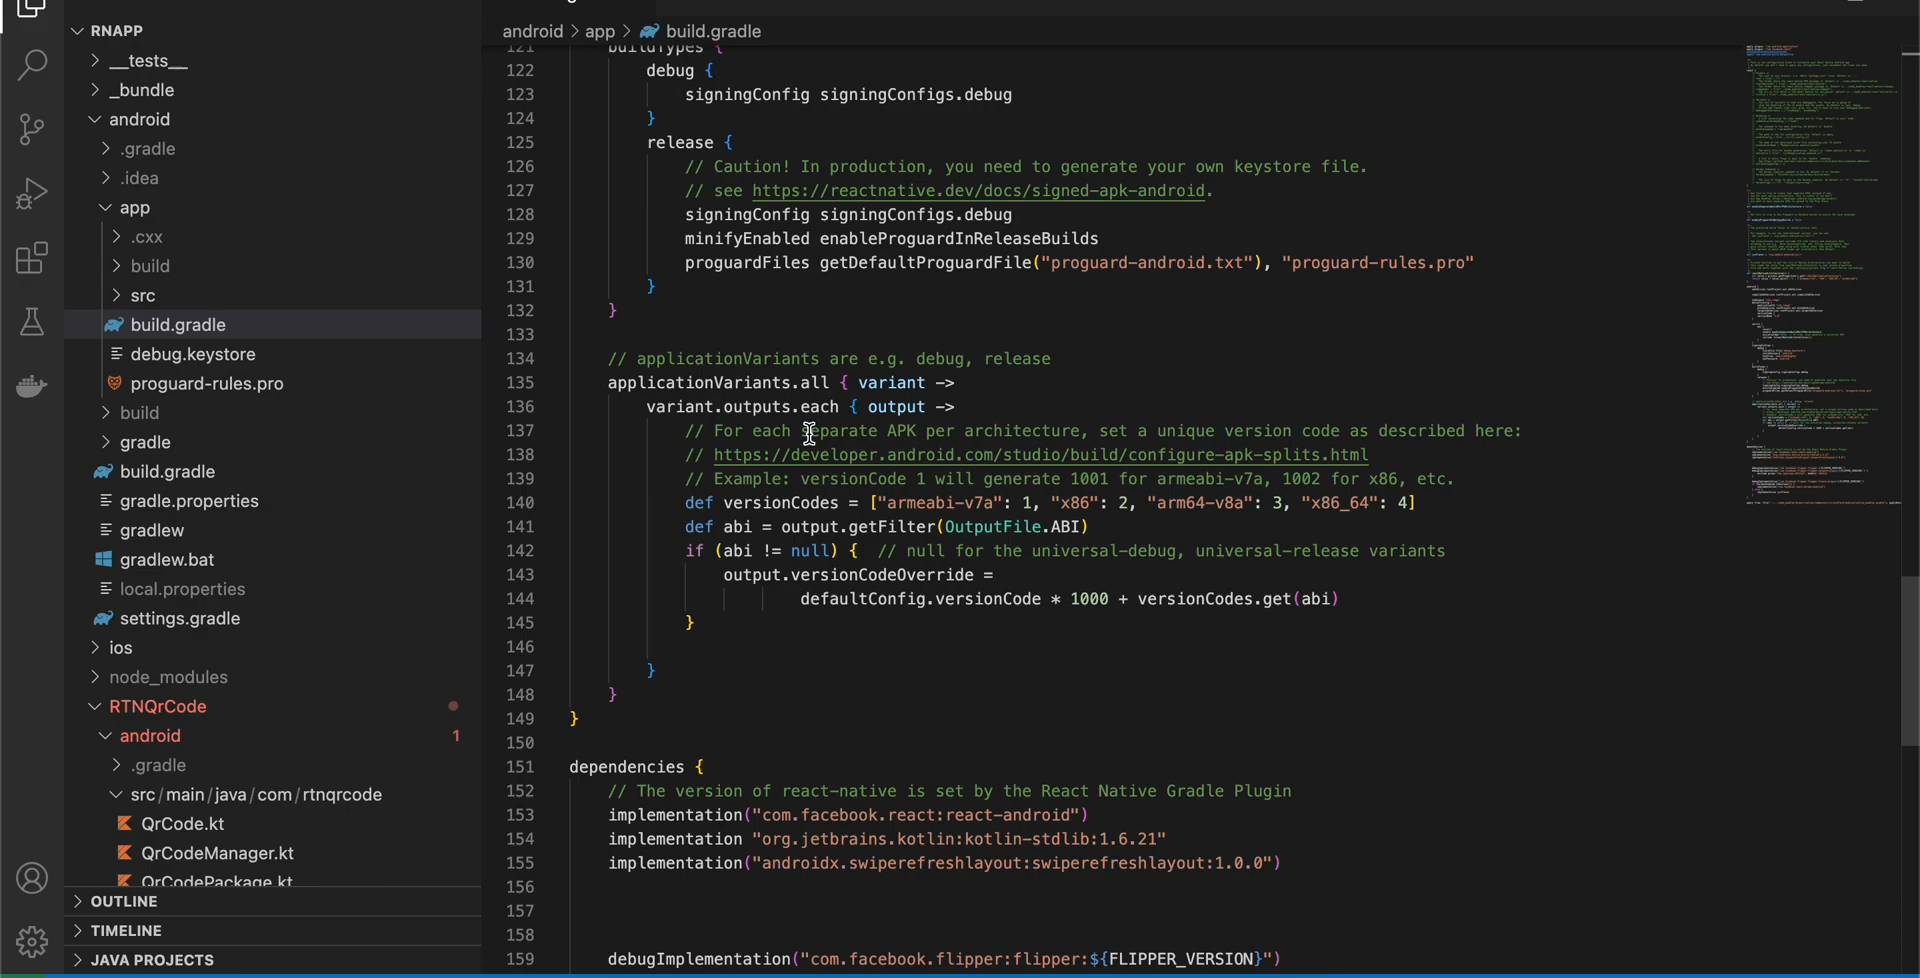 RNAPP
__tests__
_bundle
android
.gradle
.idea
app
.cxx
build
src
build.gradle
debug.keystore
proguard-rules.pro
build
gradle
build.gradle
gradle.properties
gradlew
gradlew.bat
local.properties
settings.gradle
ios
node_modules
RTNQrCode
android 1
.gradle
src/main/java/com/rtnqrcode
QrCode.kt
QrCodeManager.kt
QrCodePackage.kt
OUTLINE
TIMELINE
JAVA PROJECTS
android > app > build.gradle
121 buildTypes {
122 debug {
123 signingConfig signingConfigs.debug
124 }
125 release {
126 // Caution! In production, you need to generate your own keystore file.
127 // see https://reactnative.dev/docs/signed-apk-android.
128 signingConfig signingConfigs.debug
129 minifyEnabled enableProguardInReleaseBuilds
130 proguardFiles getDefaultProguardFile("proguard-android.txt"), "proguard-rules.pro"
131 }
132 }
133
134 // applicationVariants are e.g. debug, release
135 applicationVariants.all { variant ->
136 variant.outputs.each { output ->
137 // For each separate APK per architecture, set a unique version code as described here:
138 // https://developer.android.com/studio/build/configure-apk-splits.html
139 // Example: versionCode 1 will generate 1001 for armeabi-v7a, 1002 for x86, etc.
140 def versionCodes = ["armeabi-v7a": 1, "x86": 2, "arm64-v8a": 3, "x86_64": 4]
141 def abi = output.getFilter(OutputFile.ABI)
142 if (abi != null) { // null for the universal-debug, universal-release variants
143 output.versionCodeOverride =
144 defaultConfig.versionCode * 1000 + versionCodes.get(abi)
145 }
146
147 }
148 }
149 }
150
151 dependencies {
152 // The version of react-native is set by the React Native Gradle Plugin
153 implementation("com.facebook.react:react-android")
154 implementation "org.jetbrains.kotlin:kotlin-stdlib:1.6.21"
155 implementation("androidx.swiperefreshlayout:swiperefreshlayout:1.0.0")
156
157
158
159 debugImplementation("com.facebook.flipper:flipper:${FLIPPER_VERSION}")